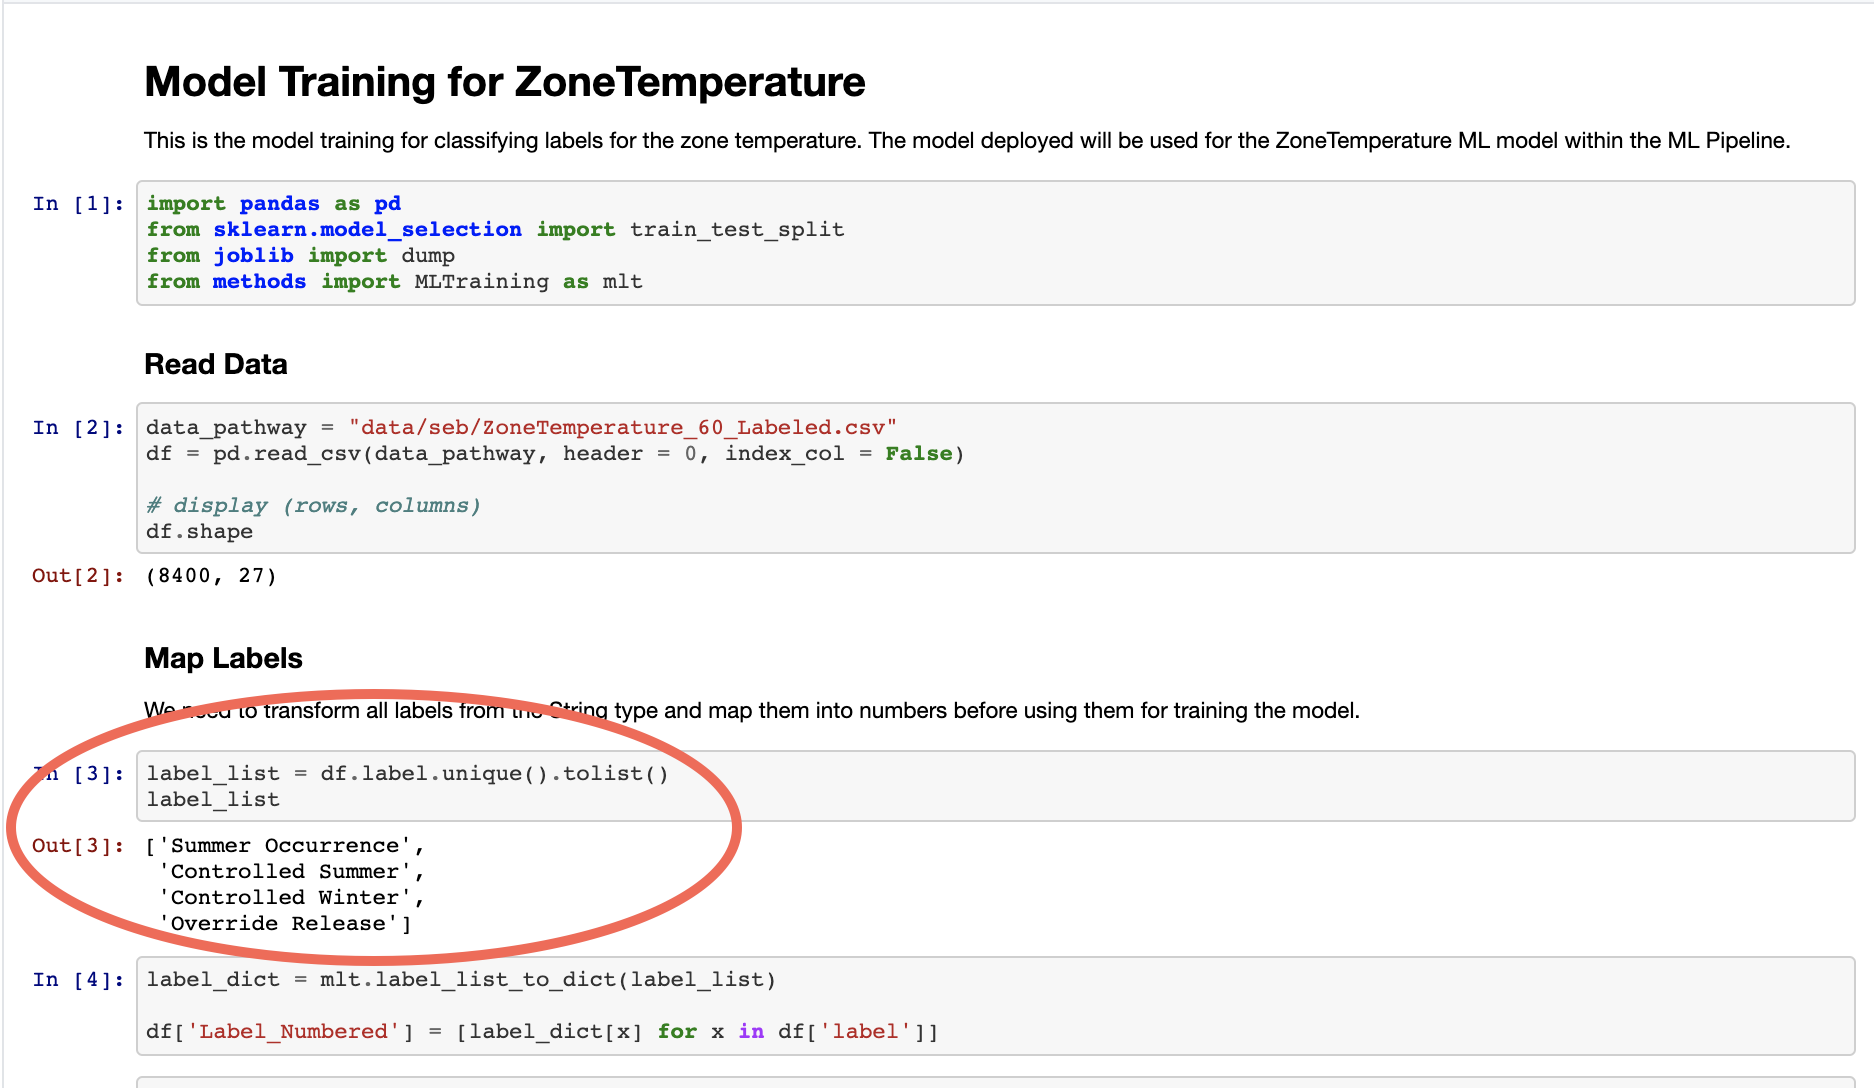 Model Training for ZoneTemperature
This is the model training for classifying labels for the zone temperature. The model deployed will be used for the ZoneTemperature ML model within the ML Pipeline.
In [1]: import pandas as pd
from sklearn.model_selection import train_test_split
from joblib import dump
from methods import MLTraining as mlt
Read Data
In [2]: data_pathway = "data/seb/ZoneTemperature_60_Labeled.csv"
df = pd.read_csv(data_pathway, header = 0, index_col = False)
# display (rows, columns)
df.shape
Out[2]: (8400, 27)
Map Labels
We need to transform all labels from the String type and map them into numbers before using them for training the model.
In [3]: label_list = df.label.unique().tolist()
label_list
Out[3]: ['Summer Occurrence',
'Controlled Summer',
'Controlled Winter',
'Override Release']
In [4]: label_dict = mlt.label_list_to_dict(label_list)
df['Label_Numbered'] = [label_dict[x] for x in df['label']]